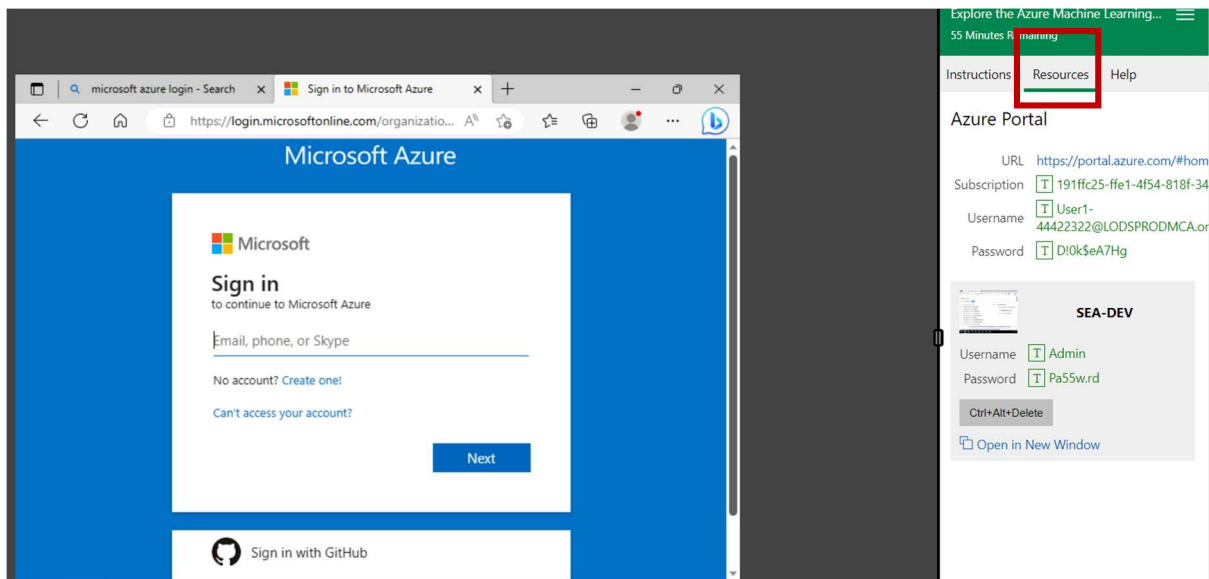 microsoft azure login - Search
Sign in to Microsoft Azure
https://login.microsoftonline.com/organizatio...
Microsoft Azure
Microsoft
Sign in
to continue to Microsoft Azure
Email, phone, or Skype
No account? Create one!
Can't access your account?
Next
Sign in with GitHub
Explore the Azure Machine Learning...
55 Minutes Remaining
Instructions Resources Help
Azure Portal
URL https://portal.azure.com/#hom
Subscription T 191ffc25-ffe1-4f54-818f-34
Username T User1-
44422322@LODSPRODMCA.or
Password T D!0k$eA7Hg
SEA-DEV
Username T Admin
Password T Pa55w.rd
Ctrl+Alt+Delete
Open in New Window